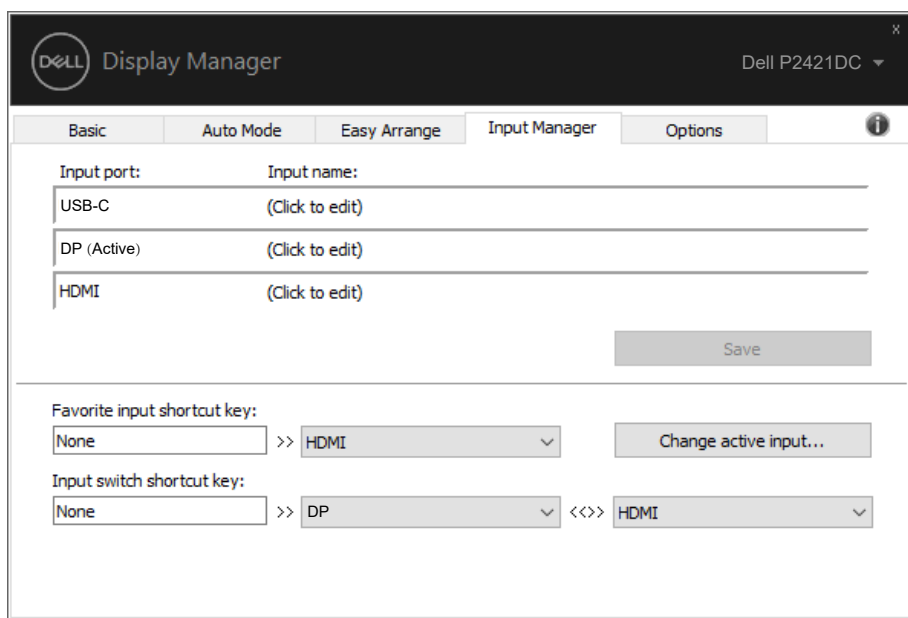 x
DELL Display Manager Dell P2421DC
Basic Auto Mode Easy Arrange Input Manager Options i
Input port: Input name:
USB-C (Click to edit)
DP (Active) (Click to edit)
HDMI (Click to edit)
Save
Favorite input shortcut key:
None >> HDMI Change active input...
Input switch shortcut key:
None >> DP <<>> HDMI